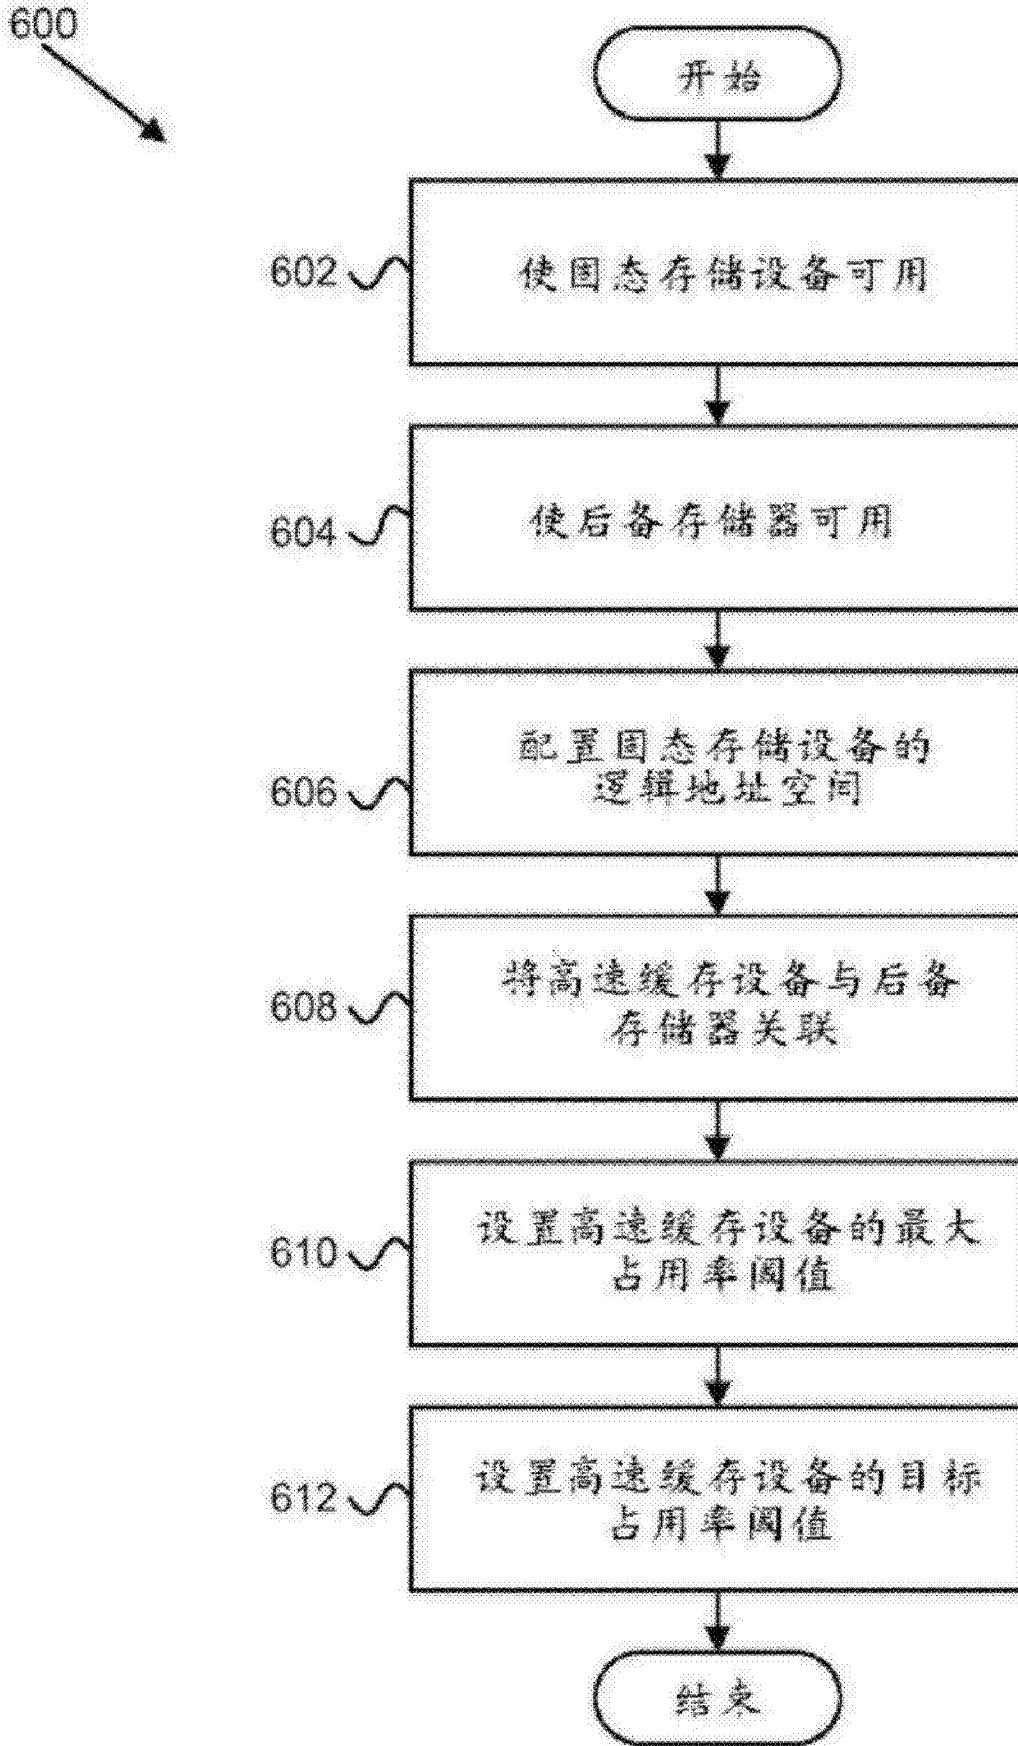 600
开始
602
使固态存储设备可用
604
使后备存储器可用
606
配置固态存储设备的
逻辑地址空间
608
将高速缓存设备与后备
存储器关联
610
设置高速缓存设备的最大
占用率阈值
612
设置高速缓存设备的目标
占用率阈值
结束